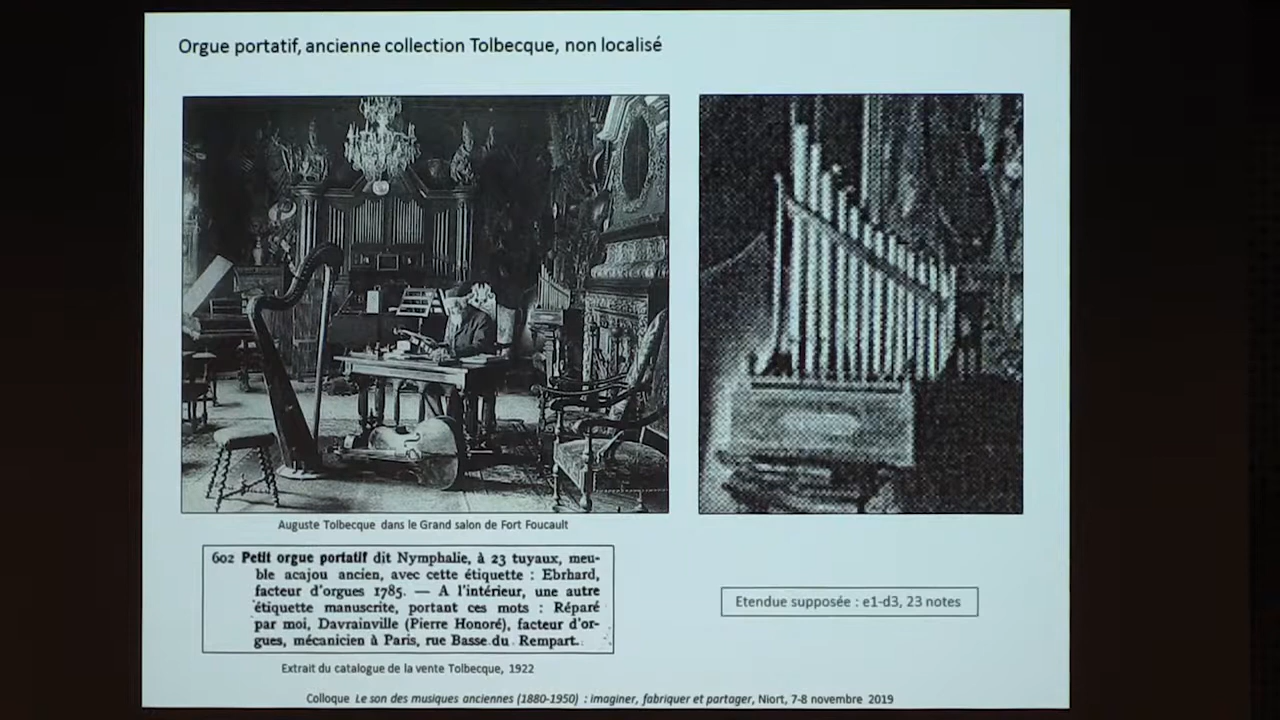 Orgue portatif, ancienne collection Tolbecque, non localisé
Auguste Tolbecque dans le Grand salon de Fort Foucault
602 Petit orgue portatif dit Nymphalie, à 23 tuyaux, meu-
ble acajou ancien, avec cette étiquette : Ebrhard,
facteur d'orgues 1785. — A l'intérieur, une autre
étiquette manuscrite, portant ces mots : Réparé
par moi, Davrainville (Pierre Honoré), facteur d'or-
gues, mécanicien à Paris, rue Basse du Rempart.
Extrait du catalogue de la vente Tolbecque, 1922
Etendue supposée : e1-d3, 23 notes
Colloque Le son des musiques anciennes (1880-1950) : imaginer, fabriquer et partager, Niort, 7-8 novembre 2019